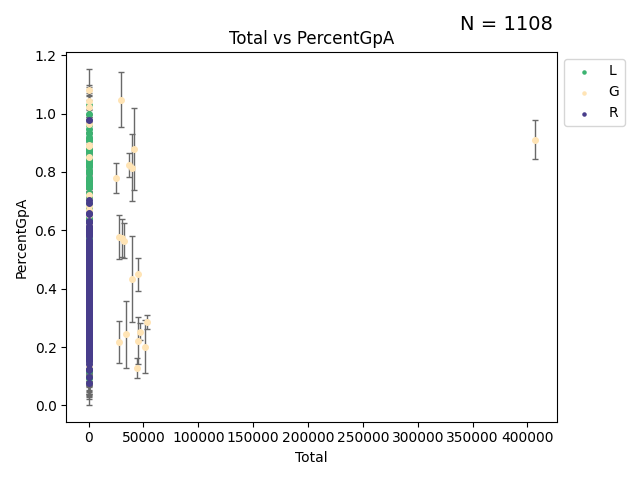 N = 1108
Total vs PercentGpA
1.2
1.0
0.8
0.6
0.4
0.2
0.0
PercentGpA
0 50000 100000 150000 200000 250000 300000 350000 400000
Total
L
G
R